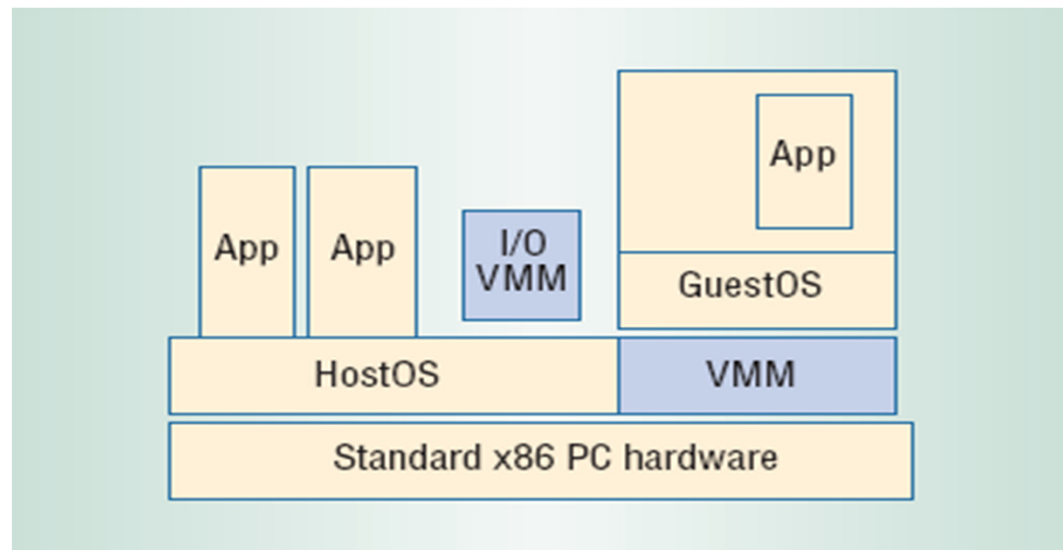 App
App
App
I/O
VMM
GuestOS
HostOS
VMM
Standard x86 PC hardware